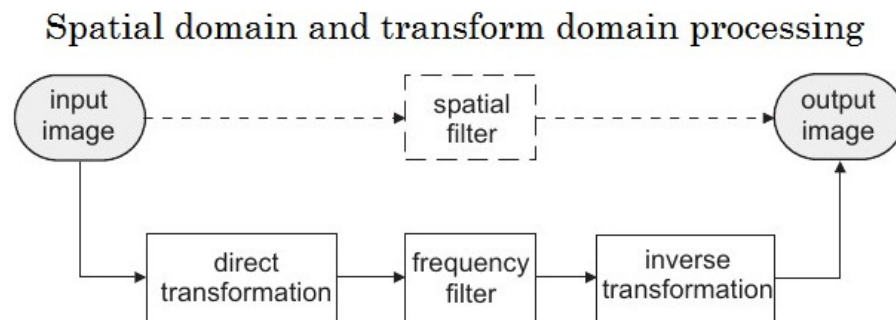 Spatial domain and transform domain processing
input
image
spatial
filter
output
image
direct
transformation
frequency
filter
inverse
transformation